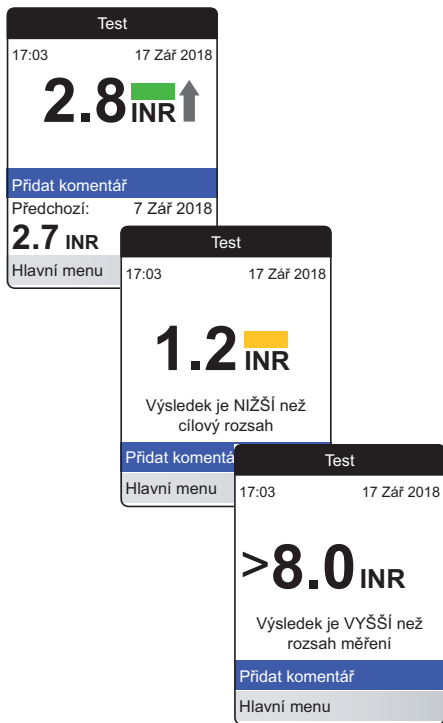 Test
17:03 17 Zář 2018
2.8 INR
Přidat komentář
Předchozí: 7 Zář 2018
2.7 INR
Hlavní menu
Test
17:03 17 Zář 2018
1.2 INR
Výsledek je NIŽŠÍ než
cílový rozsah
Přidat komentá
Hlavní menu
Test
17:03 17 Zář 2018
>8.0 INR
Výsledek je VYŠŠÍ než
rozsah měření
Přidat komentář
Hlavní menu